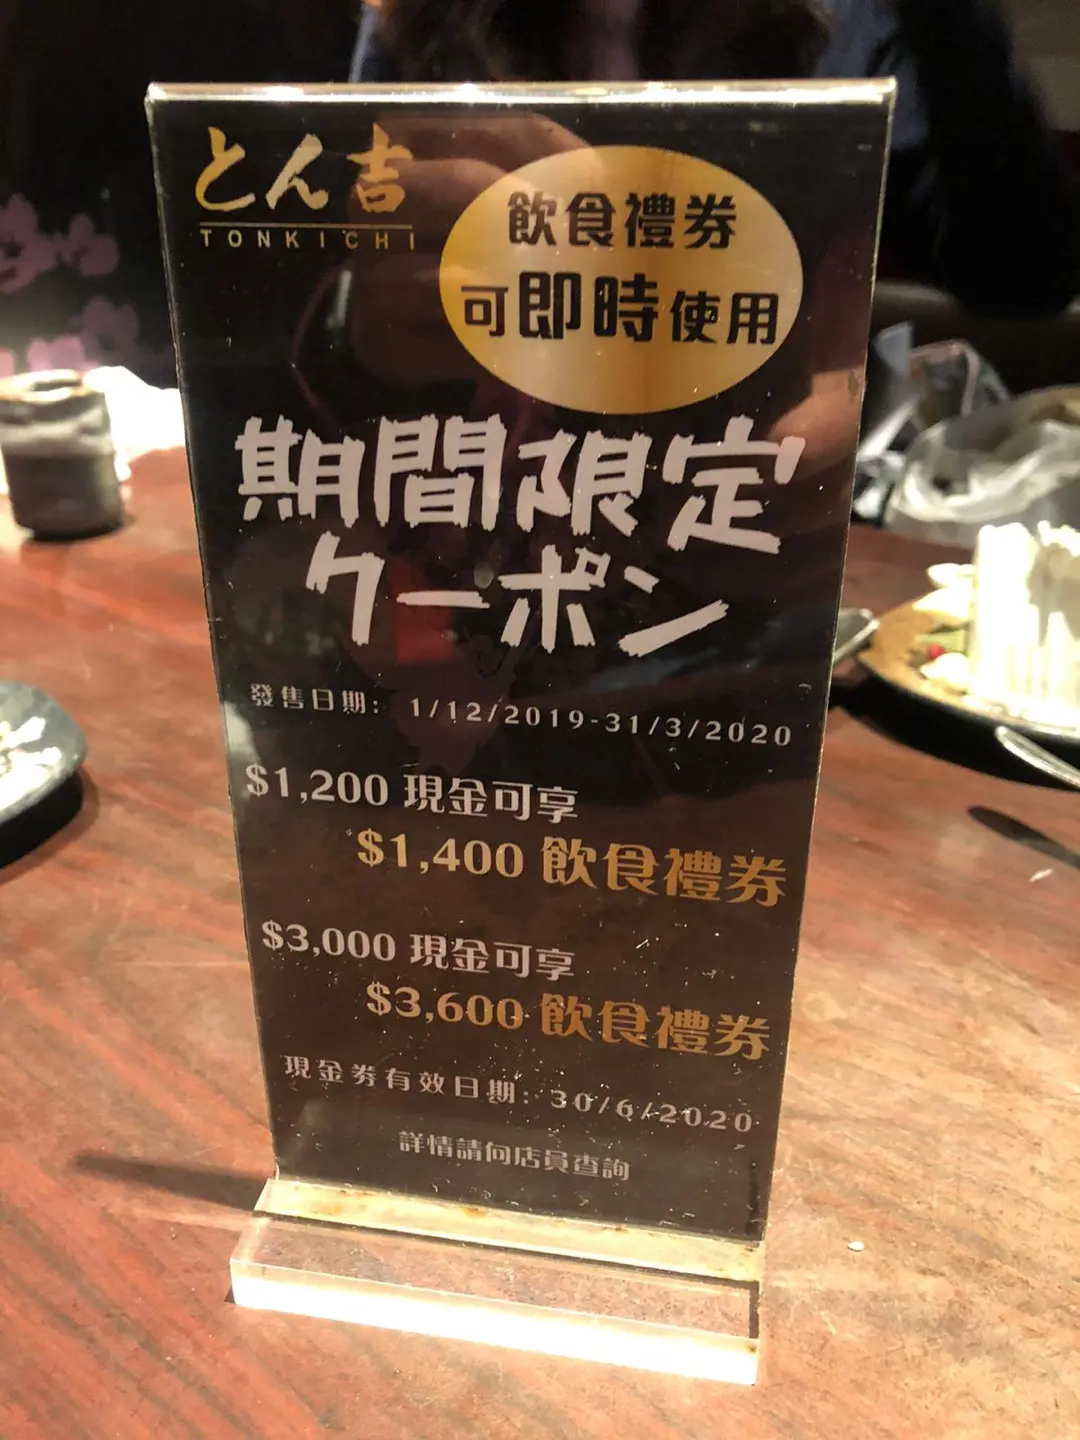 とん吉
TONKICHI
飲食禮券
可即時使用
期間限定
クーポン
發售日期: 1/12/2019-31/3/2020
$1,200 現金可享
$1,400 飲食禮券
$3,000 現金可享
$3,600 飲食禮券
現金券有效日期: 30/6/2020
詳情請向店員查詢